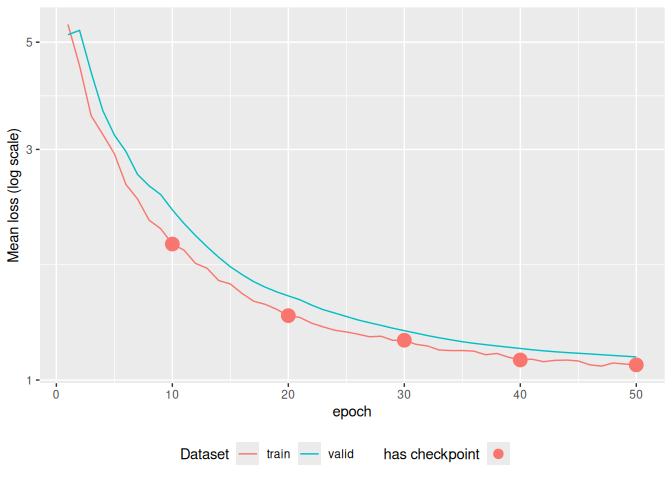 Mean loss (log scale)
5
3
1
0 10 20 30 40 50
epoch
Dataset train valid has checkpoint